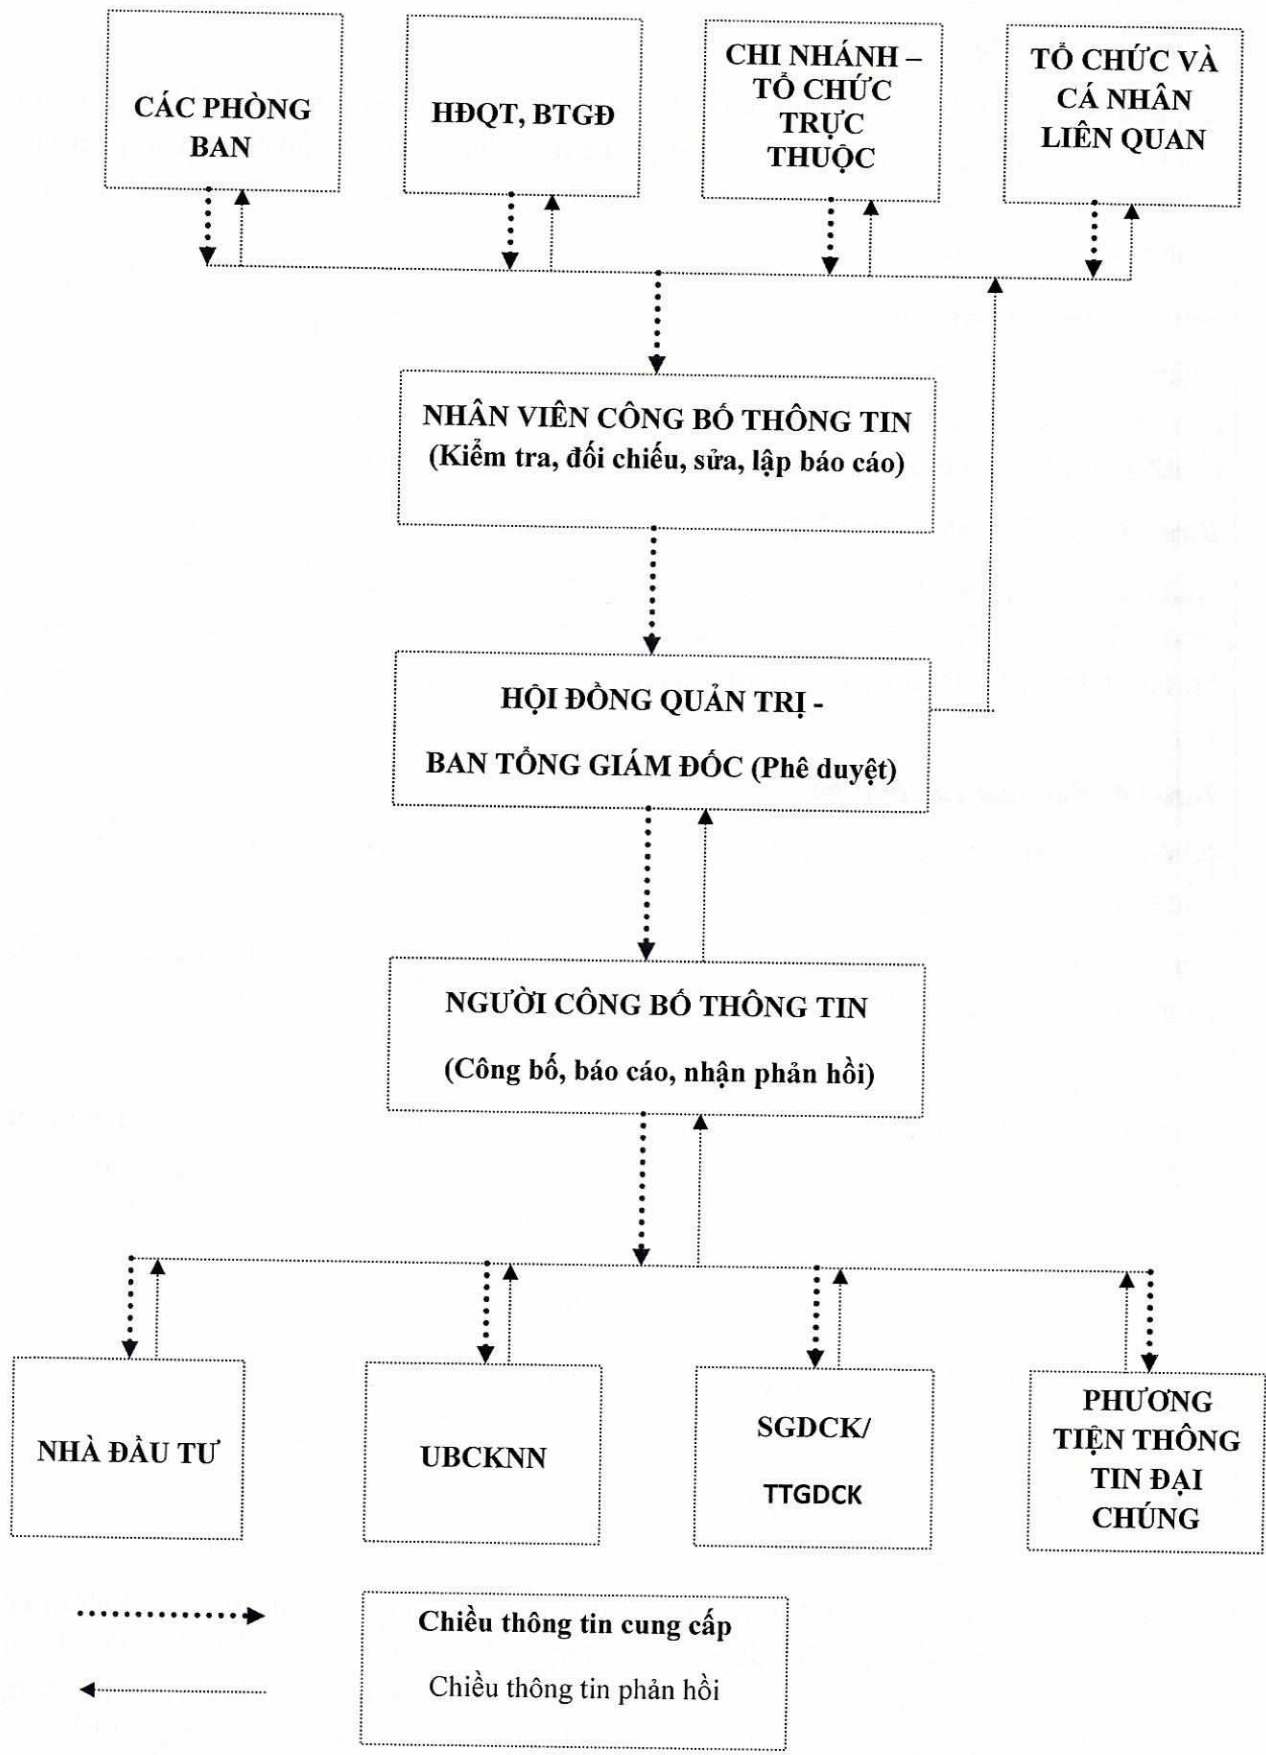 CÁC PHÒNG
BAN
HĐQT, BTGĐ
CHI NHÁNH –
TỔ CHỨC
TRỰC
THUỘC
TỔ CHỨC VÀ
CÁ NHÂN
LIÊN QUAN
NHÂN VIÊN CÔNG BỐ THÔNG TIN
(Kiểm tra, đối chiếu, sửa, lập báo cáo)
HỘI ĐỒNG QUẢN TRỊ -
BAN TỔNG GIÁM ĐỐC (Phê duyệt)
NGƯỜI CÔNG BỐ THÔNG TIN
(Công bố, báo cáo, nhận phản hồi)
NHÀ ĐẦU TƯ
UBCKNN
SGDCK/
TTGDCK
PHƯƠNG
TIỆN THÔNG
TIN ĐẠI
CHÚNG
Chiều thông tin cung cấp
Chiều thông tin phản hồi